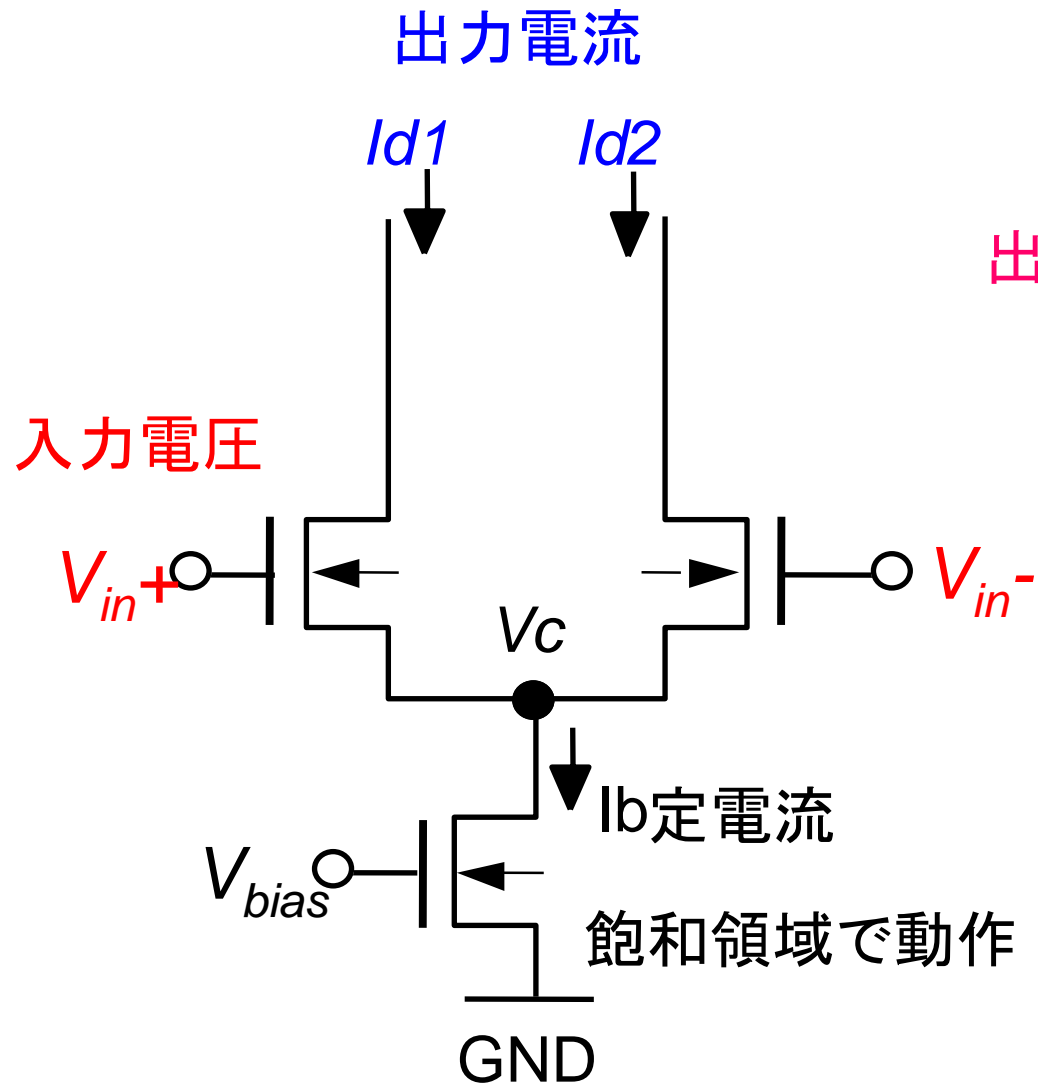 出力電流
Id1 Id2
出
入力電圧
Vin+
Vin-
Vc
Ib定電流
Vbias
飽和領域で動作
GND